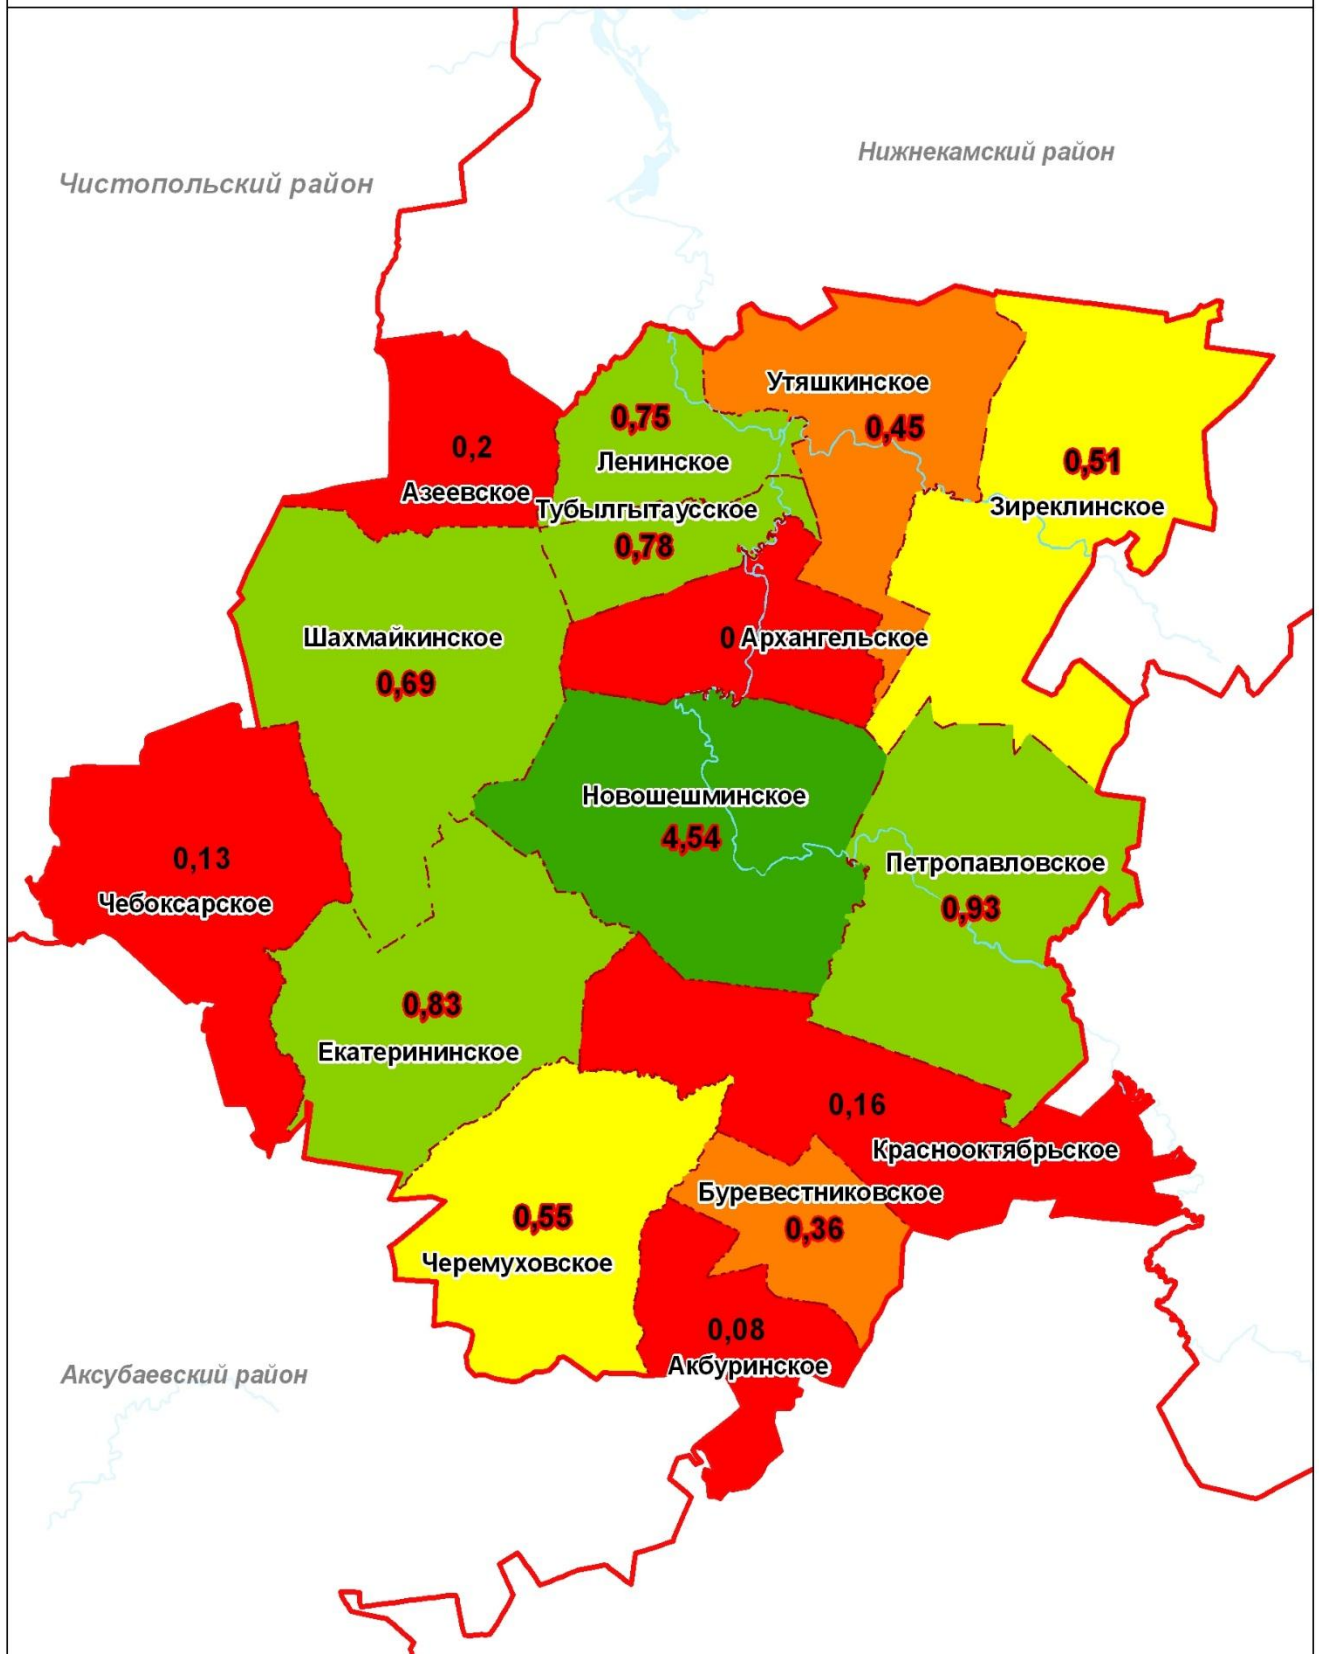 Нижнекамский район
Чистопольский район
Утяшкинское
0,45
0,75
Ленинское
0,2
Азеевское
0,51
Зиреклинское
Тубылгытаусское
0,78
Шахмайкинское
0,69
0 Архангельское
Новошешминское
4,54
0,13
Чебоксарское
Петропавловское
0,93
0,83
Екатерининское
0,16
Краснооктябрьское
Буревестниковское
0,36
0,55
Черемуховское
0,08
Акбуринское
Аксубаевский район